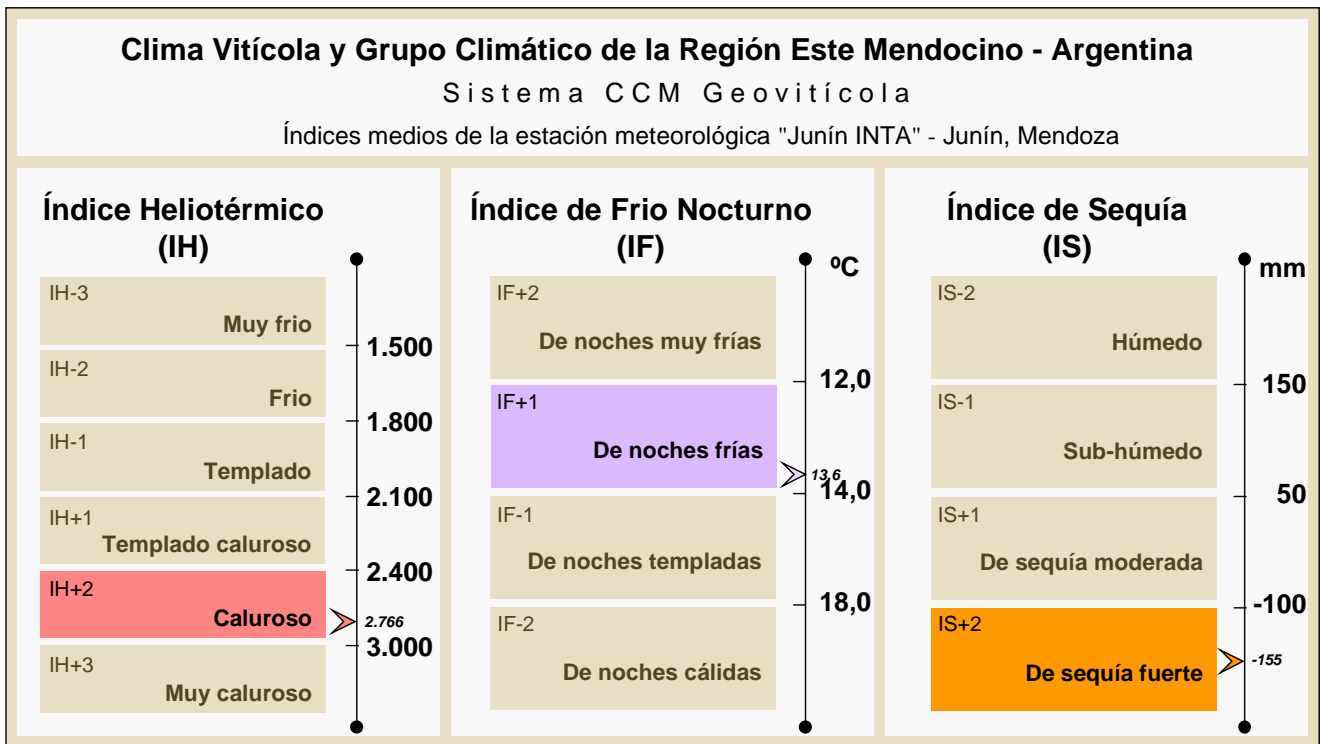 Clima Vitícola y Grupo Climático de la Región Este Mendocino - Argentina
Sistema CCM Geovitícola
Índices medios de la estación meteorológica "Junín INTA" - Junín, Mendoza
Índice Heliotérmico
(IH)
IH-3
Muy frio
1.500
IH-2
Frio
1.800
IH-1
Templado
2.100
IH+1
Templado caluroso
2.400
IH+2
Caluroso
2.766
3.000
IH+3
Muy caluroso
Índice de Frio Nocturno
(IF)
ºC
IF+2
De noches muy frías
12,0
IF+1
De noches frías
13,6
14,0
IF-1
De noches templadas
18,0
IF-2
De noches cálidas
Índice de Sequía
(IS)
mm
IS-2
Húmedo
150
IS-1
Sub-húmedo
50
IS+1
De sequía moderada
-100
IS+2
De sequía fuerte
-155